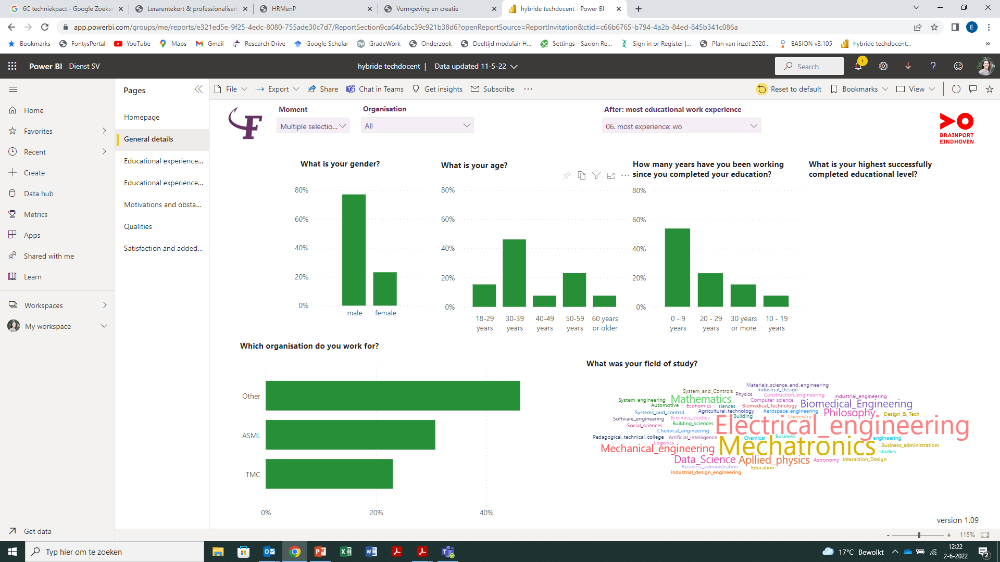 6C techniekpact - Google Zoeker
Lerarentekort & professionaliseri
HRMenP
Vormgeving en creatie
hybride techdocent - Power BI
app.powerbi.com/groups/me/reports/e321ed5e-9f25-4edc-8080-755ade30c7d7/ReportSection9ca646abc39c921b38d6?openReportSource=ReportInvitation&ctid=c66b6765-b794-4a2b-84ed-845b341c086a
E
Bookmarks
FontysPortal
YouTube
Maps
Gmail
Research Drive
Google Scholar
GW
GradeWork
Onderzoek
Deeltijd modulair H...
Settings - Saxion Re...
Sign in or Register |...
Plan van inzet 2020...
EASION v3.105
hybride techdocent...
»
Power BI Dienst SV
hybride techdocent | Data updated 11-5-22
Search
1
?
Home
Favorites
Recent
Create
Data hub
Metrics
Apps
Shared with me
Learn
Workspaces
My workspace
Get data
Pages
Homepage
General details
Educational experience...
Educational experience...
Motivations and obsta...
Qualities
Satisfaction and added...
File
Export
Share
Chat in Teams
Get insights
Subscribe
...
Reset to default
Bookmarks
View
F
Moment
Multiple selectio...
Organisation
All
After: most educational work experience
06. most experience: wo
BRAINPORT
EINDHOVEN
What is your gender?
80%
60%
40%
20%
0%
male female
What is your age?
80%
60%
40%
20%
0%
18-29 30-39 40-49 50-59 60 years
years years years years or older
How many years have you been working
since you completed your education?
80%
60%
40%
20%
0%
0 - 9 20 - 29 30 years 10 - 19
years years or more years
What is your highest successfully
completed educational level?
Which organisation do you work for?
Other
ASML
TMC
0% 20% 40%
What was your field of study?
Materials_science_and_engineering
System_and_Controls
Industrial_Design
Physics
Construction_engineering
Industrial_engineering
System_engineering
Mathematics
Computer_science
Biomedical_Engineering
Automotive
Economics
siences
Biomedical_Technology
Systems_and_control
Agricultural_technology
Aerospace_engineering
Philosophy
Design_&_Tech_
Software_engineering
Business_studies
Building
Chemistry
Social_sciences
Building_sciences
Electrical_engineering
Chemical_engineering
Pedagogical_technical_college
Artificial_intelligence
Chemical
Business
engineering
Logistics
Mechanical_engineering
Mechatronics
Business_administratiom
studies
Data_Science
Apllied_physics
Astronomy
Interaction_Design
Business_administration
Education
Industrial_design_engineering
version 1.09
- + 115%
Typ hier om te zoeken
17°C Bewolkt
12:22
2-6-2022
2